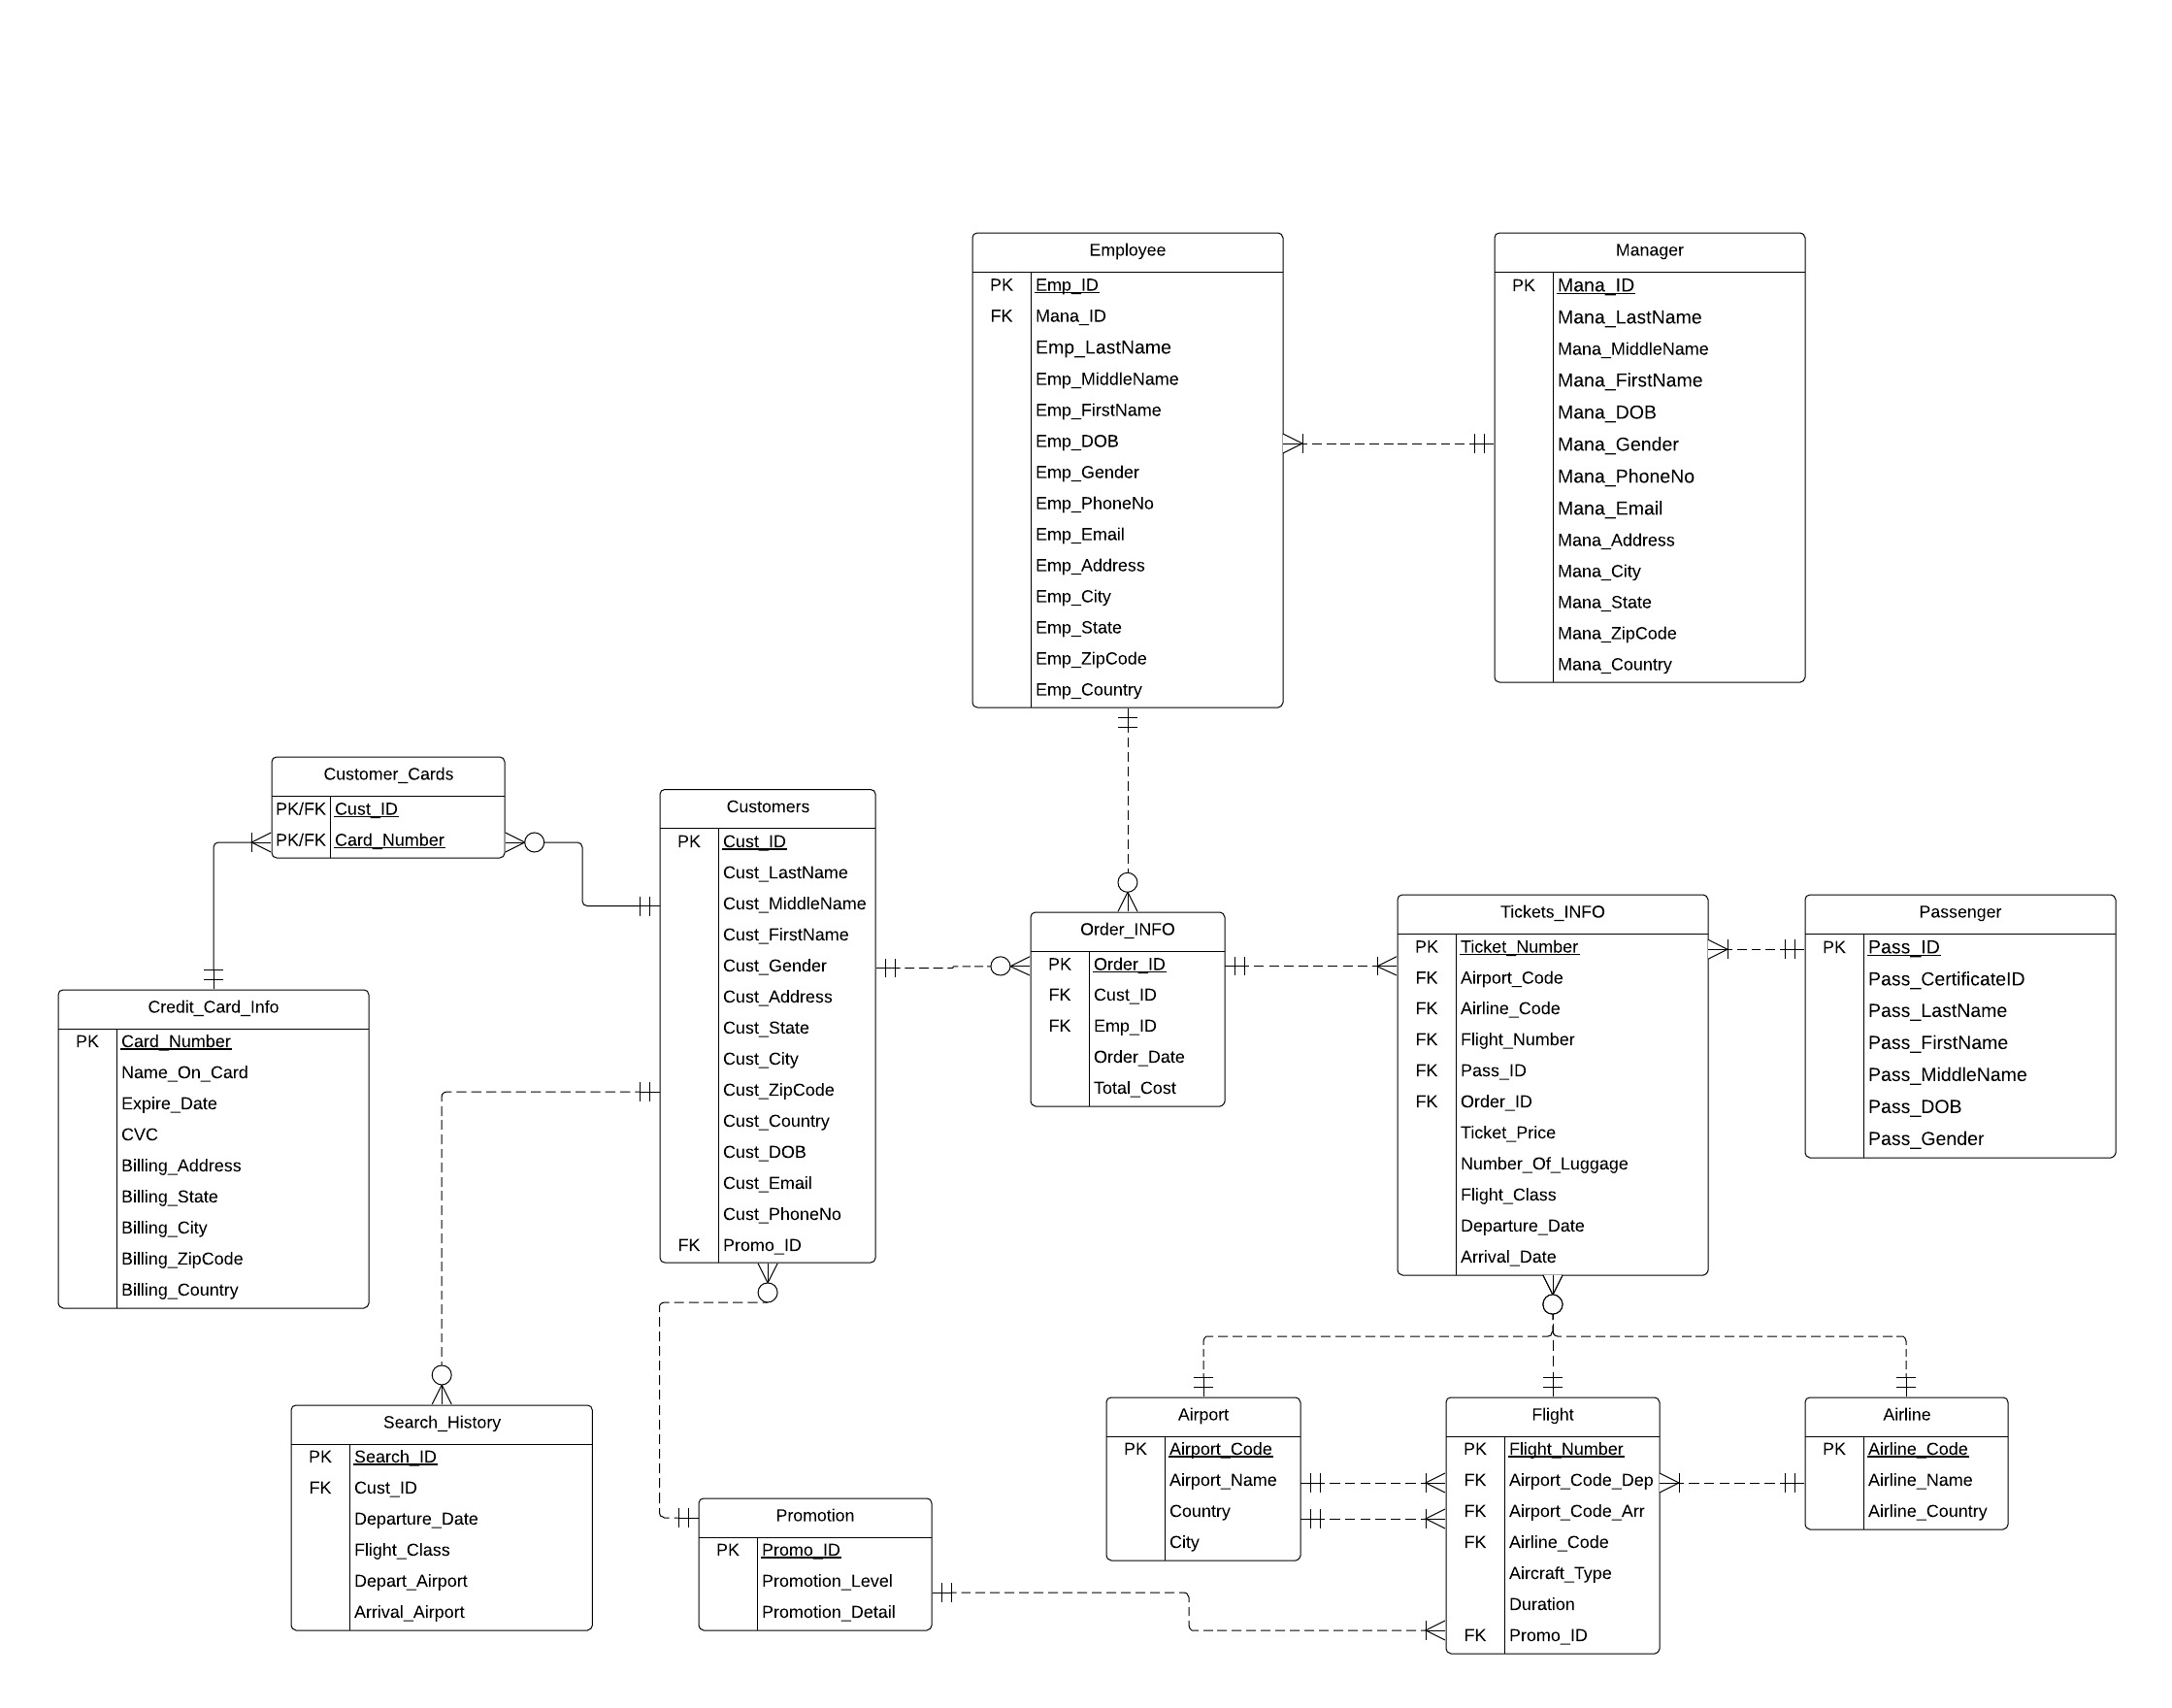 Employee
PK Emp_ID
FK Mana_ID
Emp_LastName
Emp_MiddleName
Emp_FirstName
Emp_DOB
Emp_Gender
Emp_PhoneNo
Emp_Email
Emp_Address
Emp_City
Emp_State
Emp_ZipCode
Emp_Country
Manager
PK Mana_ID
Mana_LastName
Mana_MiddleName
Mana_FirstName
Mana_DOB
Mana_Gender
Mana_PhoneNo
Mana_Email
Mana_Address
Mana_City
Mana_State
Mana_ZipCode
Mana_Country
Customer_Cards
PK/FK Cust_ID
PK/FK Card_Number
Customers
PK Cust_ID
Cust_LastName
Cust_MiddleName
Cust_FirstName
Cust_Gender
Cust_Address
Cust_State
Cust_City
Cust_ZipCode
Cust_Country
Cust_DOB
Cust_Email
Cust_PhoneNo
FK Promo_ID
Order_INFO
PK Order_ID
FK Cust_ID
FK Emp_ID
Order_Date
Total_Cost
Tickets_INFO
PK Ticket_Number
FK Airport_Code
FK Airline_Code
FK Flight_Number
FK Pass_ID
FK Order_ID
Ticket_Price
Number_Of_Luggage
Flight_Class
Departure_Date
Arrival_Date
Passenger
PK Pass_ID
Pass_CertificateID
Pass_LastName
Pass_FirstName
Pass_MiddleName
Pass_DOB
Pass_Gender
Credit_Card_Info
PK Card_Number
Name_On_Card
Expire_Date
CVC
Billing_Address
Billing_State
Billing_City
Billing_ZipCode
Billing_Country
Search_History
PK Search_ID
FK Cust_ID
Departure_Date
Flight_Class
Depart_Airport
Arrival_Airport
Promotion
PK Promo_ID
Promotion_Level
Promotion_Detail
Airport
PK Airport_Code
Airport_Name
Country
City
Flight
PK Flight_Number
FK Airport_Code_Dep
FK Airport_Code_Arr
FK Airline_Code
Aircraft_Type
Duration
FK Promo_ID
Airline
PK Airline_Code
Airline_Name
Airline_Country